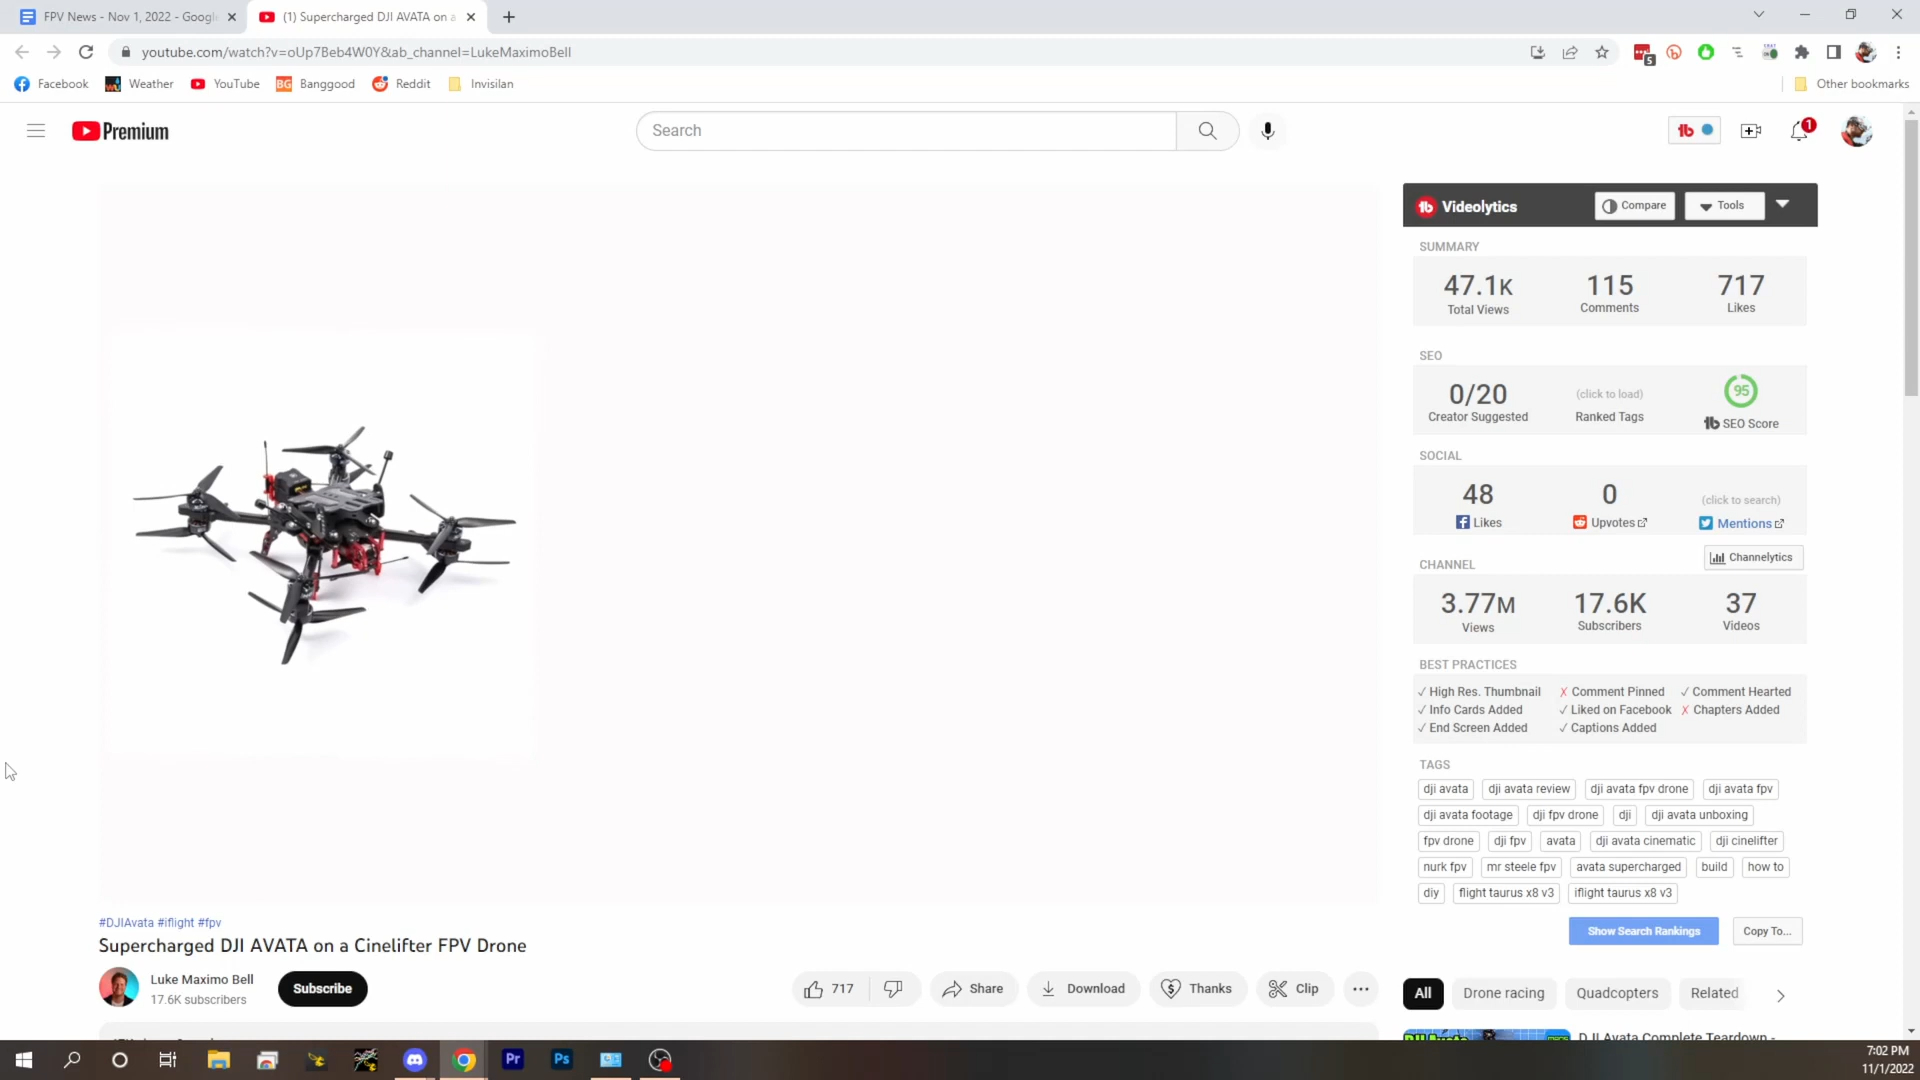 FPV News - Nov 1, 2022 - Googl
(1) Supercharged DJI AVATA on a
youtube.com/watch?v=oUp7Beb4W0Y&ab_channel=LukeMaximoBell
5
Facebook
Weather
YouTube
BG Banggood
Reddit
Invisilan
Other bookmarks
Premium
Search
1
Videolytics
Compare
Tools
SUMMARY
47.1K 115 717
Total Views Comments Likes
SEO
0/20 (click to load) 95
Creator Suggested Ranked Tags SEO Score
SOCIAL
48 0 (click to search)
Likes Upvotes Mentions
CHANNEL Channelytics
3.77M 17.6K 37
Views Subscribers Videos
BEST PRACTICES
✓ High Res. Thumbnail ✗ Comment Pinned ✓ Comment Hearted
✓ Info Cards Added ✓ Liked on Facebook ✗ Chapters Added
✓ End Screen Added ✓ Captions Added
TAGS
dji avata dji avata review dji avata fpv drone dji avata fpv
dji avata footage dji fpv drone dji dji avata unboxing
fpv drone dji fpv avata dji avata cinematic dji cinelifter
nurk fpv mr steele fpv avata supercharged build how to
diy flight taurus x8 v3 iflight taurus x8 v3
Show Search Rankings Copy To...
#DJIAvata #iflight #fpv
Supercharged DJI AVATA on a Cinelifter FPV Drone
Luke Maximo Bell
17.6K subscribers
Subscribe
717
Share
Download
Thanks
Clip
All Drone racing Quadcopters Related
DJI Avata Complete Teardown -
Pr
Ps
7:02 PM
11/1/2022